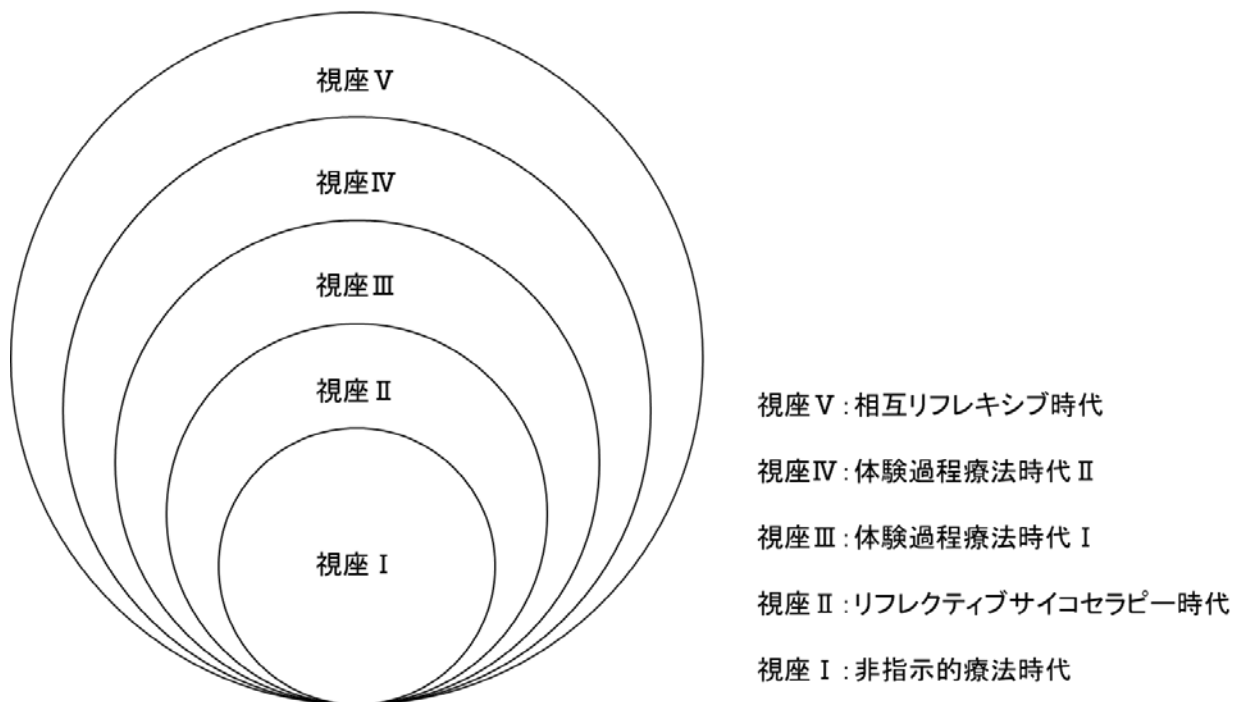 視座Ⅴ
視座Ⅳ
視座Ⅲ
視座Ⅱ
視座Ⅰ
視座Ⅴ：相互リフレキシブ時代
視座Ⅳ：体験過程療法時代Ⅱ
視座Ⅲ：体験過程療法時代Ⅰ
視座Ⅱ：リフレクティブサイコセラピー時代
視座Ⅰ：非指示的療法時代